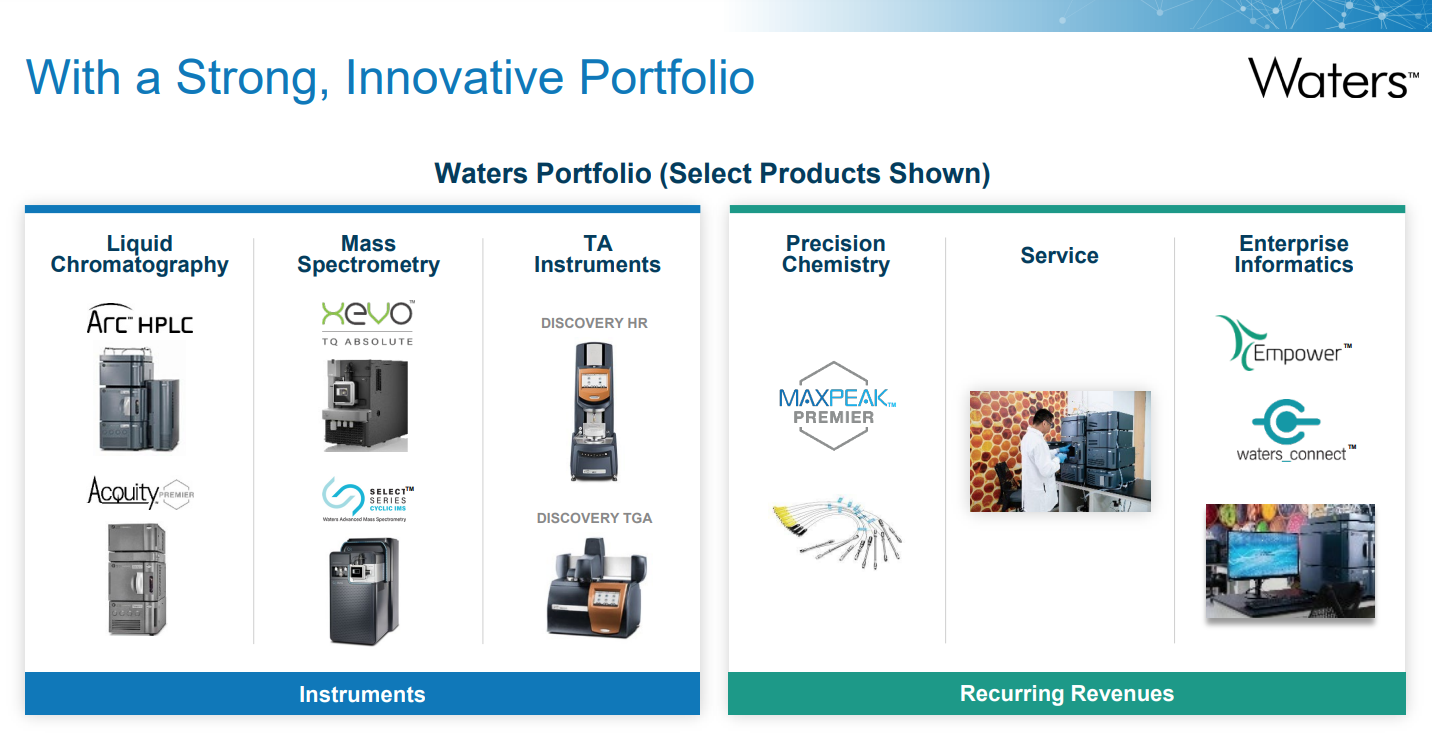 With a Strong, Innovative Portfolio
Waters™
Waters Portfolio (Select Products Shown)
Liquid
Chromatography
Arc™ HPLC
Acquity PREMIER
Mass
Spectrometry
xevo™
TQ ABSOLUTE
SELECT™
SERIES
CYCLIC IMS
Waters Advanced Mass Spectrometry
TA
Instruments
DISCOVERY HR
DISCOVERY TGA
Instruments
Precision
Chemistry
MAXPEAK™
PREMIER
Service
Enterprise
Informatics
Empower™
waters_connect™
Recurring Revenues